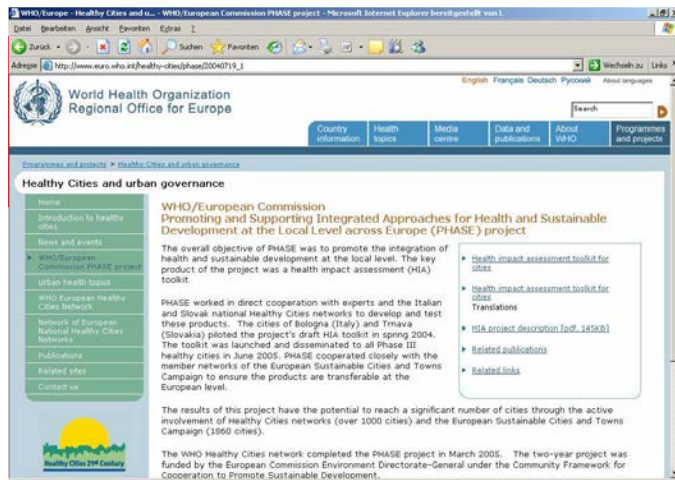 WHO/Europe - Healthy Cities and u... - WHO/European Commission PHASE project - Microsoft Internet Explorer bereitgestellt von L
Datei Bearbeiten Ansicht Favoriten Extras ?
Zurück Suchen Favoriten
Adresse http://www.euro.who.int/healthy-cities/phase/20040719_1 Wechseln zu Links
English Français Deutsch Русский About languages
World Health Organization
Regional Office for Europe
Search
Country information
Health topics
Media centre
Data and publications
About WHO
Programmes and projects
Programmes and projects > Healthy Cities and urban governance
Healthy Cities and urban governance
Home
Introduction to healthy cities
News and events
WHO/European Commission PHASE project
Urban health topics
WHO European Healthy Cities Network
Network of European National Healthy Cities Networks
Publications
Related sites
Contact us
Healthy Cities 21st Century
WHO/European Commission
Promoting and Supporting Integrated Approaches for Health and Sustainable
Development at the Local Level across Europe (PHASE) project
The overall objective of PHASE was to promote the integration of
health and sustainable development at the local level. The key
product of the project was a health impact assessment (HIA)
toolkit
PHASE worked in direct cooperation with experts and the Italian
and Slovak national Healthy Cities networks to develop and test
these products. The cities of Bologna (Italy) and Trnava
(Slovakia) piloted the project's draft HIA toolkit in spring 2004.
The toolkit was launched and disseminated to all Phase III
healthy cities in June 2005. PHASE cooperated closely with the
member networks of the European Sustainable Cities and Towns
Campaign to ensure the products are transferable at the
European level.
Health impact assessment toolkit for
cities
Health impact assessment toolkit for
cities
Translations
HIA project description [pdf, 145KB]
Related publications
Related links
The results of this project have the potential to reach a significant number of cities through the active
involvement of Healthy Cities networks (over 1000 cities) and the European Sustainable Cities and Towns
Campaign (1860 cities).
The WHO Healthy Cities network completed the PHASE project in March 2005. The two-year project was
funded by the European Commission Environment Directorate-General under the Community Framework for
Cooperation to Promote Sustainable Development.